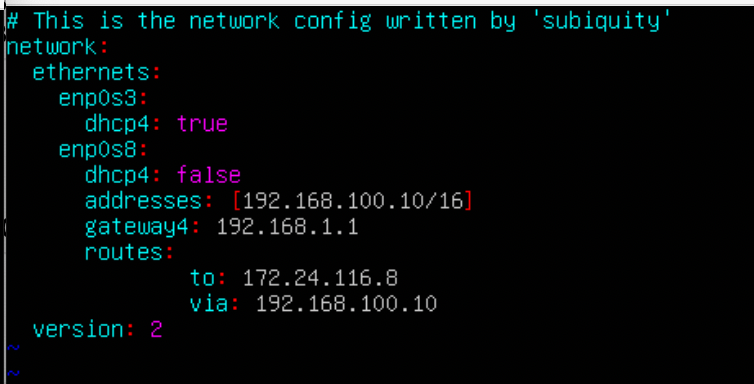 # This is the network config written by 'subiquity'
network:
  ethernets:
    enp0s3:
      dhcp4: true
    enp0s8:
      dhcp4: false
      addresses: [192.168.100.10/16]
      gateway4: 192.168.1.1
      routes:
              to: 172.24.116.8
              via: 192.168.100.10
  version: 2
~
~